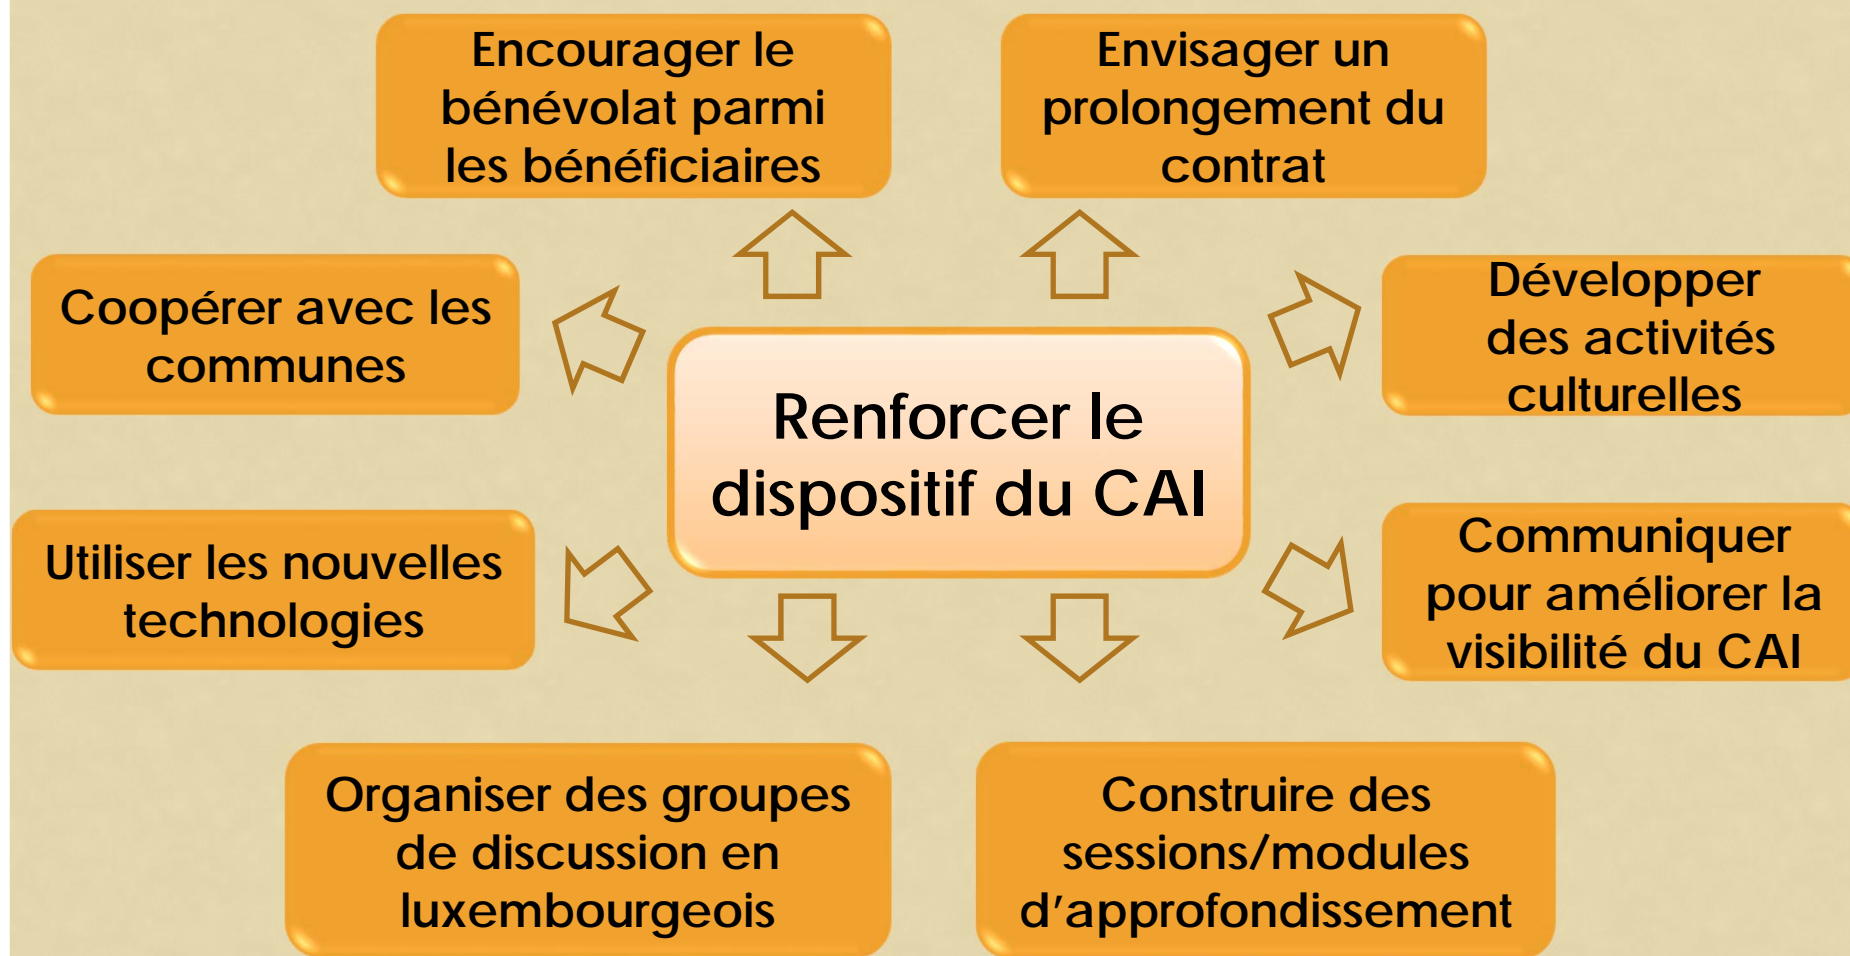 Encourager le
bénévolat parmi
les bénéficiaires
Envisager un
prolongement du
contrat
Coopérer avec les
communes
Développer
des activités
culturelles
Renforcer le
dispositif du CAI
Utiliser les nouvelles
technologies
Communiquer
pour améliorer la
visibilité du CAI
Organiser des groupes
de discussion en
luxembourgeois
Construire des
sessions/modules
d’approfondissement